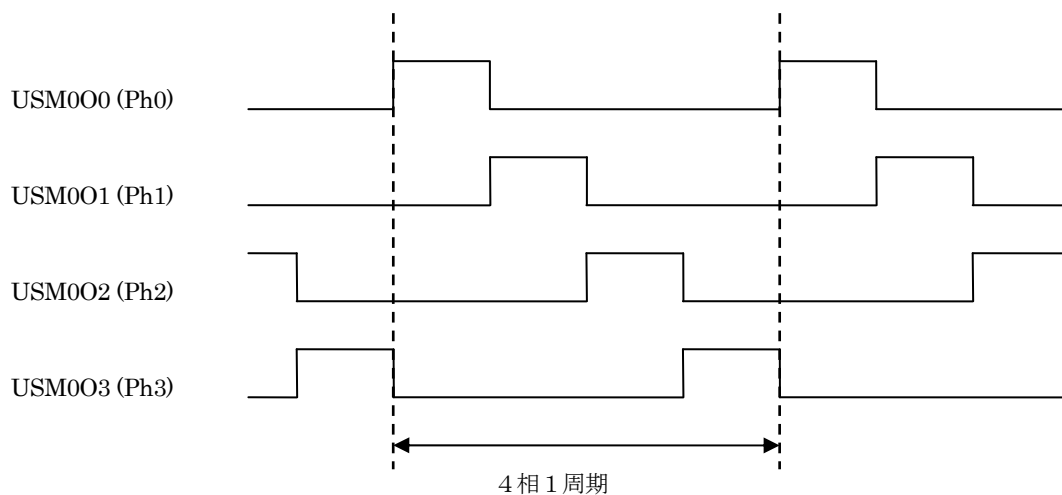 USM0O0 (Ph0)
USM0O1 (Ph1)
USM0O2 (Ph2)
USM0O3 (Ph3)
4相1周期